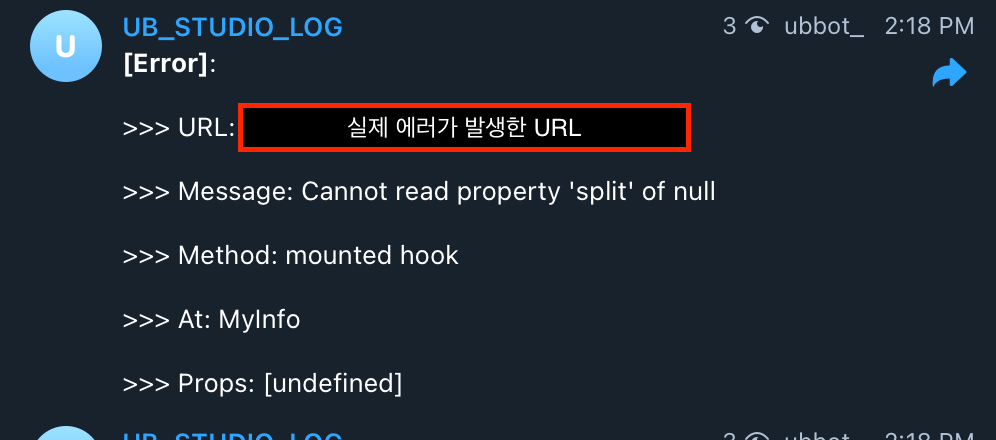 UB_STUDIO_LOG 3 ubbot_ 2:18 PM
U
[Error]:
>>> URL: 실제 에러가 발생한 URL
>>> Message: Cannot read property 'split' of null
>>> Method: mounted hook
>>> At: MyInfo
>>> Props: [undefined]
UB_STUDIO_LOG 3 ubbot_ 2:18 PM